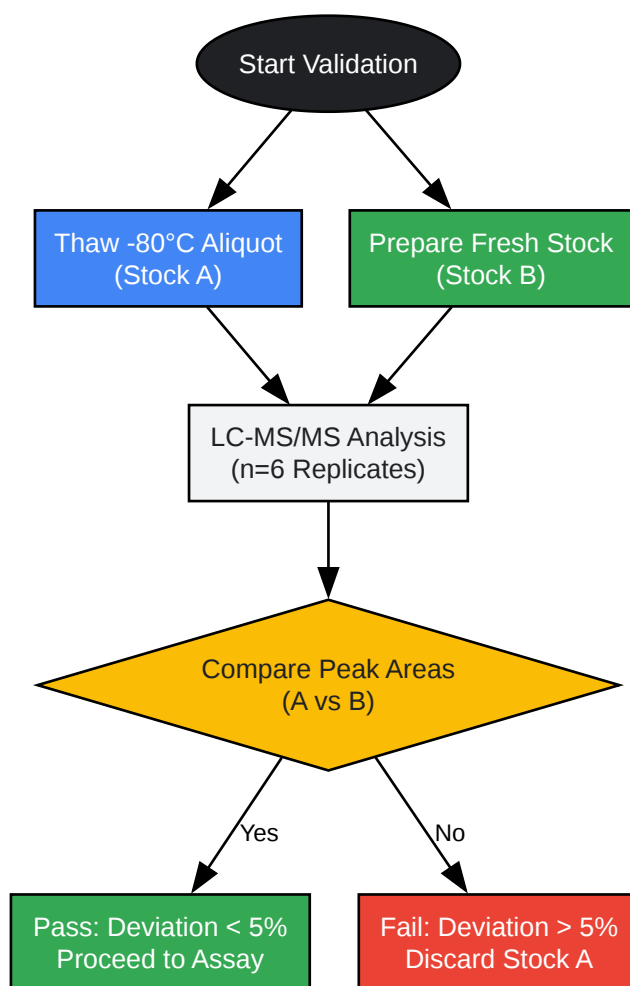 Start Validation
Thaw -80°C Aliquot
(Stock A)
Prepare Fresh Stock
(Stock B)
LC-MS/MS Analysis
(n=6 Replicates)
Compare Peak Areas
(A vs B)
Yes
No
Pass: Deviation < 5%
Proceed to Assay
Fail: Deviation > 5%
Discard Stock A